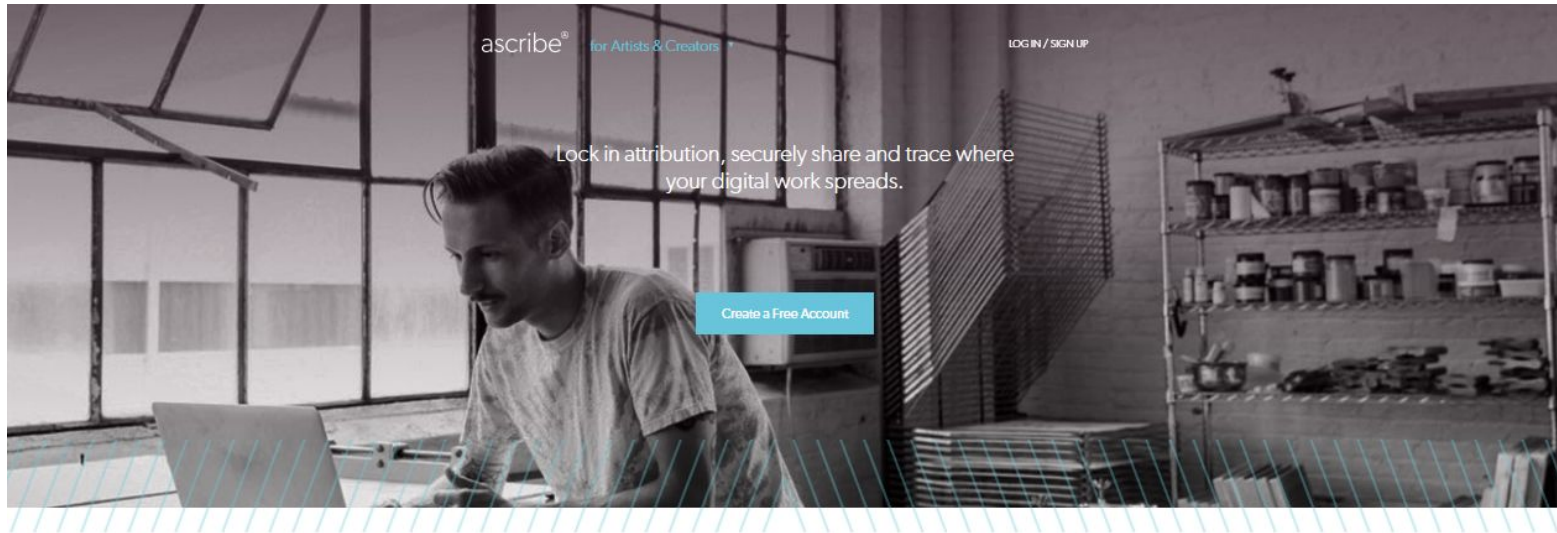 ascribe®
for Artists & Creators
LOG IN / SIGN UP
Lock in attribution, securely share and trace where
your digital work spreads.
Create a Free Account